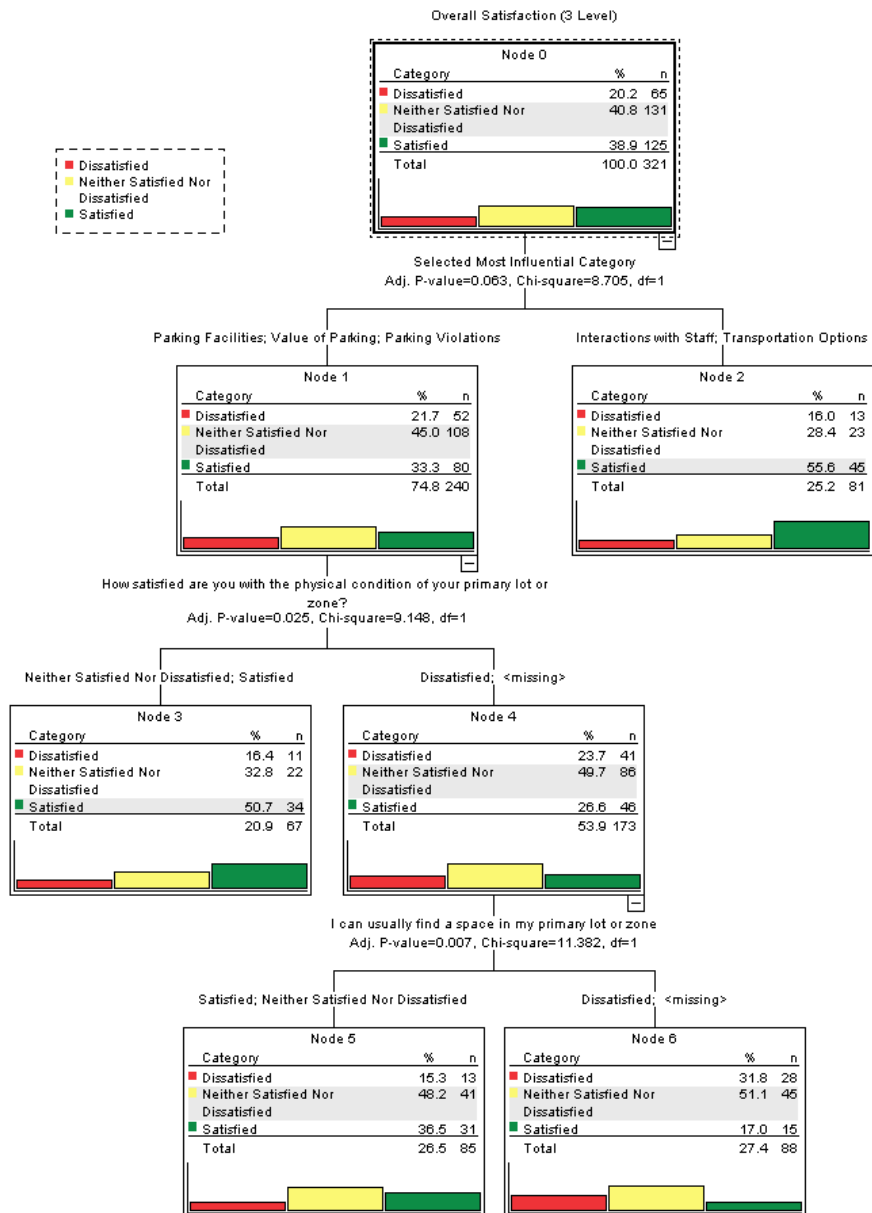 Overall Satisfaction (3 Level)
Node 0
Category % n
Dissatisfied 20.2 65
Neither Satisfied Nor 40.8 131
Dissatisfied
Satisfied 38.9 125
Total 100.0 321
Dissatisfied
Neither Satisfied Nor
Dissatisfied
Satisfied
Selected Most Influential Category
Adj. P-value=0.063, Chi-square=8.705, df=1
Parking Facilities; Value of Parking; Parking Violations
Interactions with Staff; Transportation Options
Node 1
Category % n
Dissatisfied 21.7 52
Neither Satisfied Nor 45.0 108
Dissatisfied
Satisfied 33.3 80
Total 74.8 240
Node 2
Category % n
Dissatisfied 16.0 13
Neither Satisfied Nor 28.4 23
Dissatisfied
Satisfied 55.6 45
Total 25.2 81
How satisfied are you with the physical condition of your primary lot or
zone?
Adj. P-value=0.025, Chi-square=9.148, df=1
Neither Satisfied Nor Dissatisfied; Satisfied
Dissatisfied; <missing>
Node 3
Category % n
Dissatisfied 16.4 11
Neither Satisfied Nor 32.8 22
Dissatisfied
Satisfied 50.7 34
Total 20.9 67
Node 4
Category % n
Dissatisfied 23.7 41
Neither Satisfied Nor 49.7 86
Dissatisfied
Satisfied 26.6 46
Total 53.9 173
I can usually find a space in my primary lot or zone
Adj. P-value=0.007, Chi-square=11.382, df=1
Satisfied; Neither Satisfied Nor Dissatisfied
Dissatisfied; <missing>
Node 5
Category % n
Dissatisfied 15.3 13
Neither Satisfied Nor 48.2 41
Dissatisfied
Satisfied 36.5 31
Total 26.5 85
Node 6
Category % n
Dissatisfied 31.8 28
Neither Satisfied Nor 51.1 45
Dissatisfied
Satisfied 17.0 15
Total 27.4 88